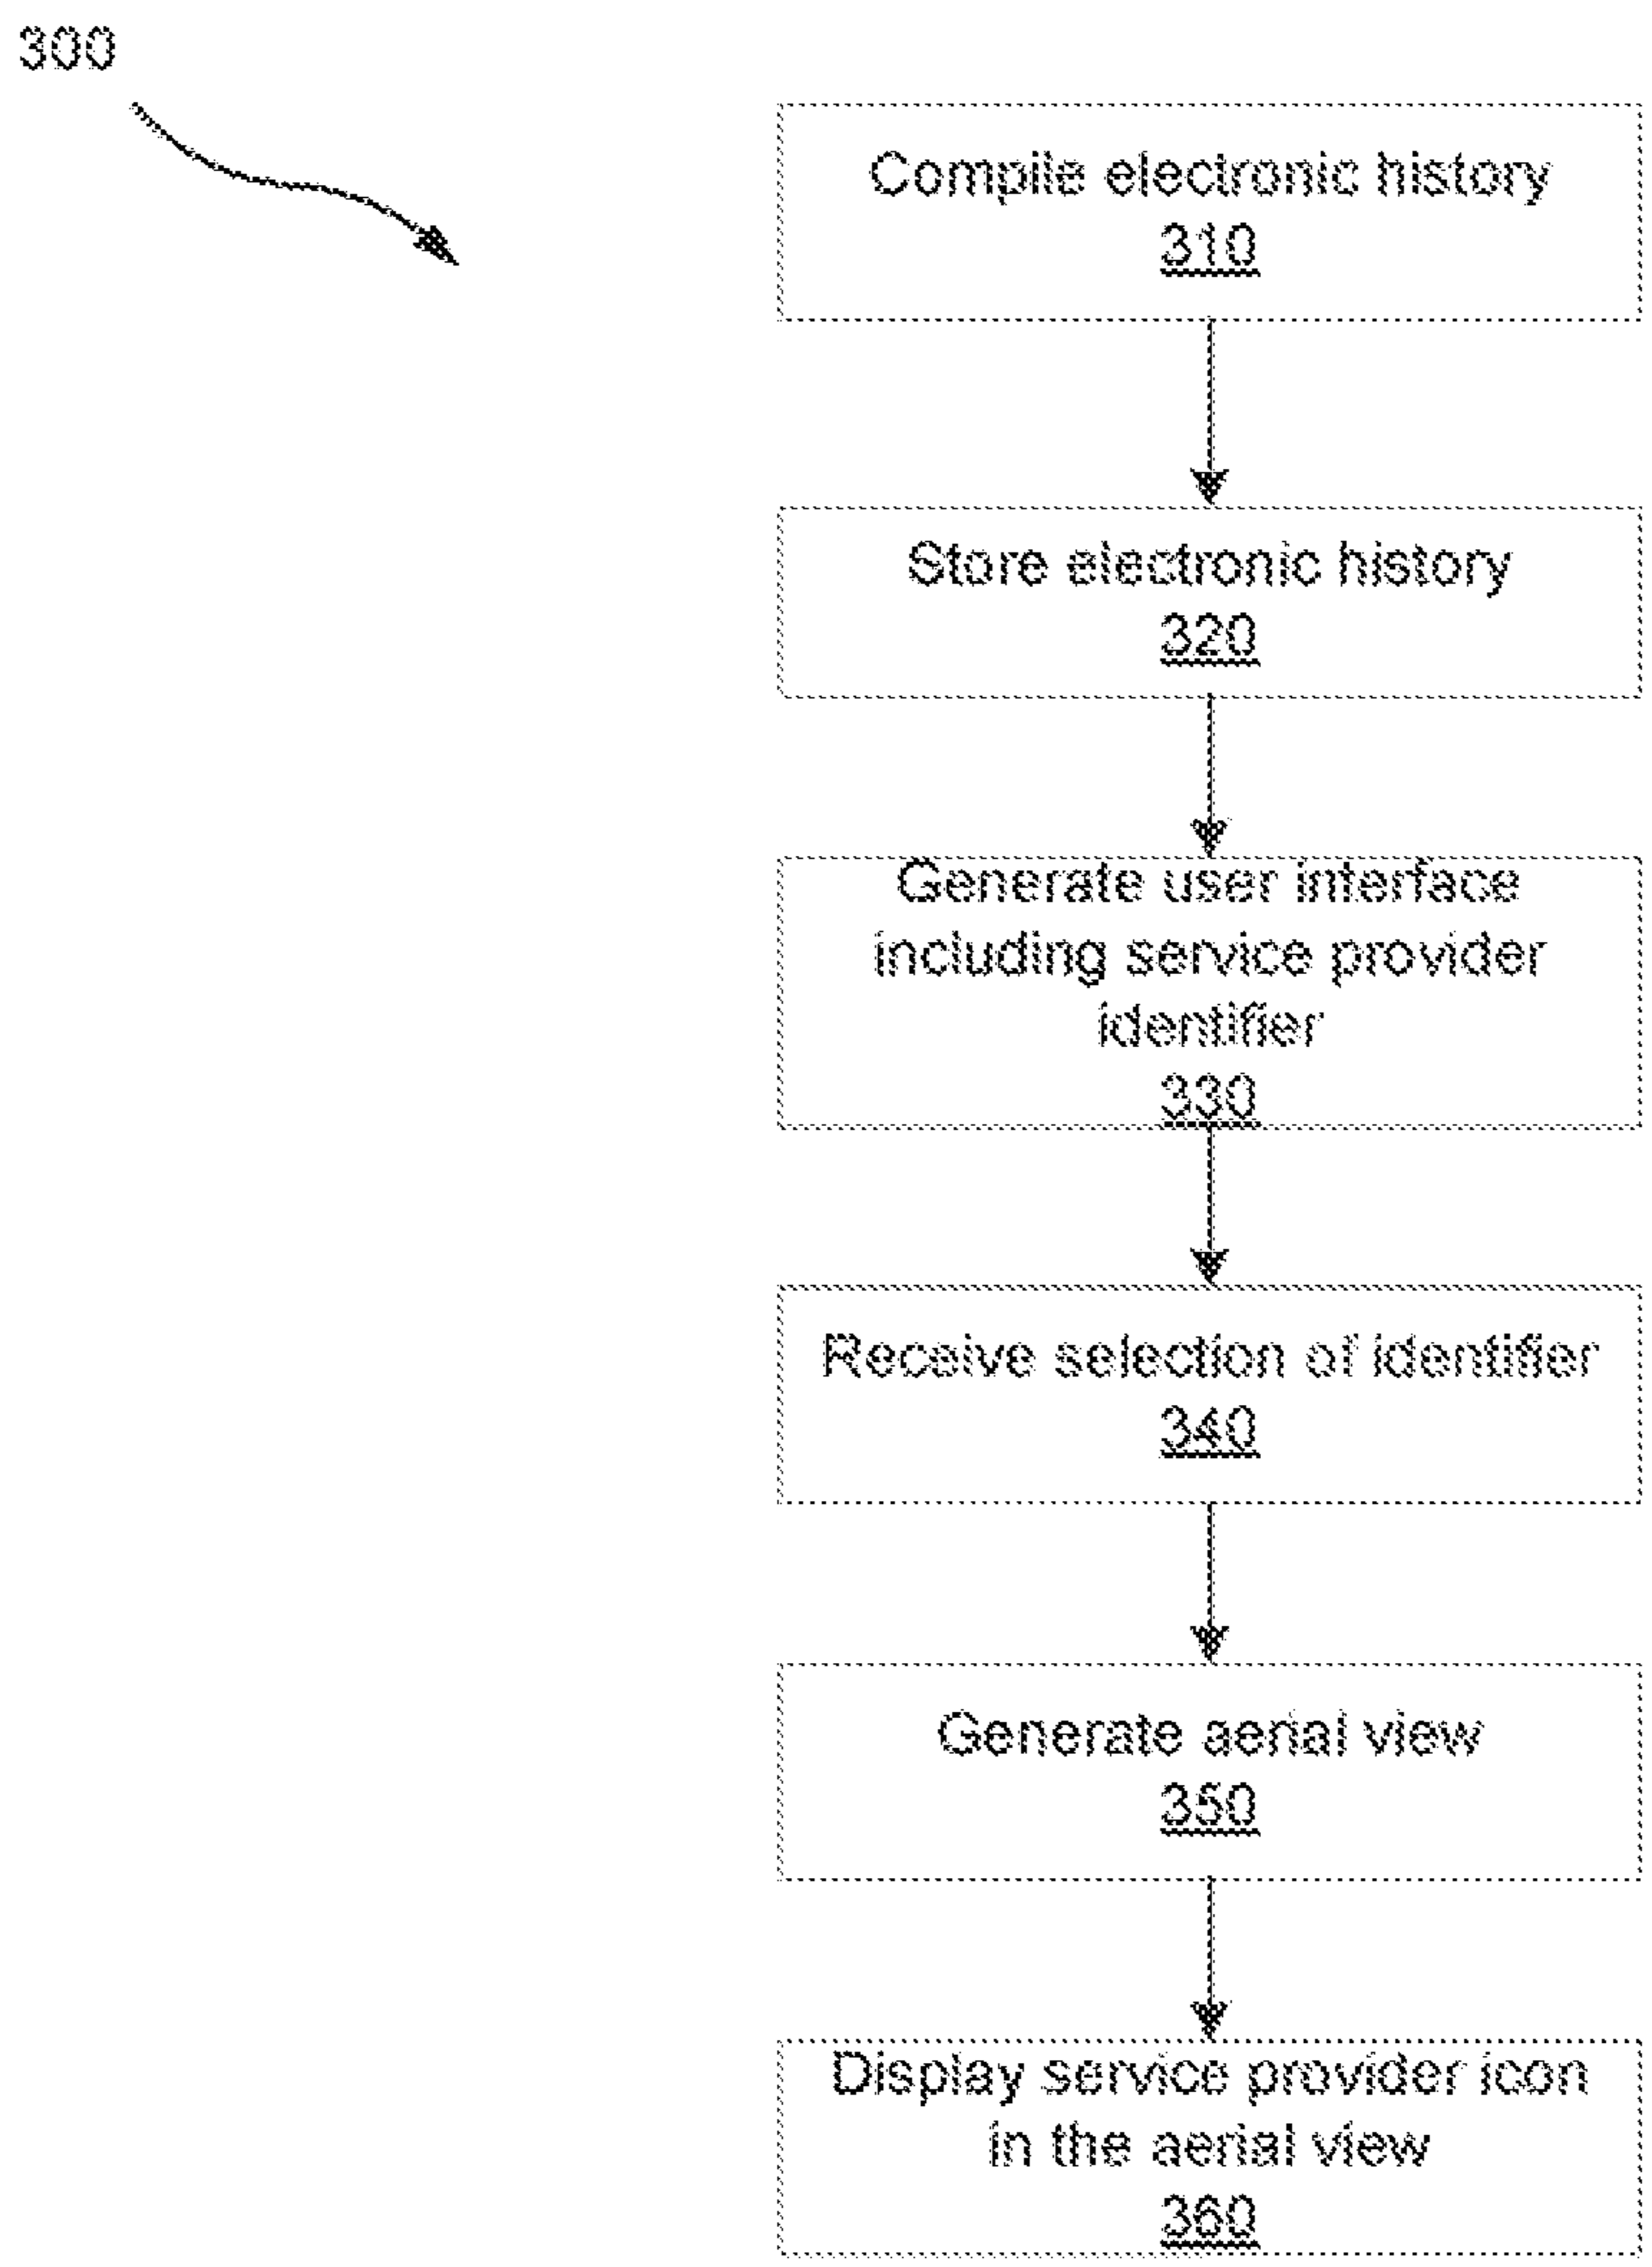 300
Compile electronic history
310
Store electronic history
320
Generate user interface
including service provider
identifier
330
Receive selection of identifier
340
Generate aerial view
350
Display service provider icon
in the aerial view
360